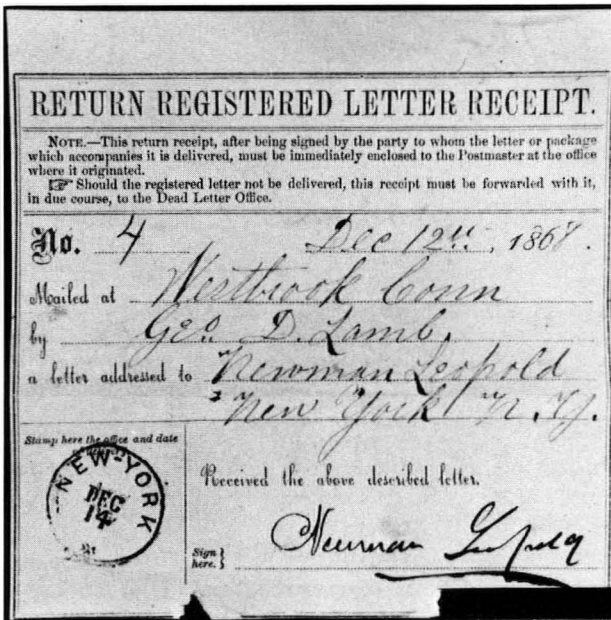 RETURN REGISTERED LETTER RECEIPT.
NOTE.—This return receipt, after being signed by the party to whom the letter or package
which accompanies it is delivered, must be immediately enclosed to the Postmaster at the office
where it originated.
☞ Should the registered letter not be delivered, this receipt must be forwarded with it,
in due course, to the Dead Letter Office.
No. 4 Dec 12th, 1868.
Mailed at Westbrook Conn
by Geo. D. Lamb,
a letter addressed to Newman Leopold
New York N. Y.
Stamp here the office and date
NEW-YORK
DEC
14
Received the above described letter.
Sign here. } Newman Leopold